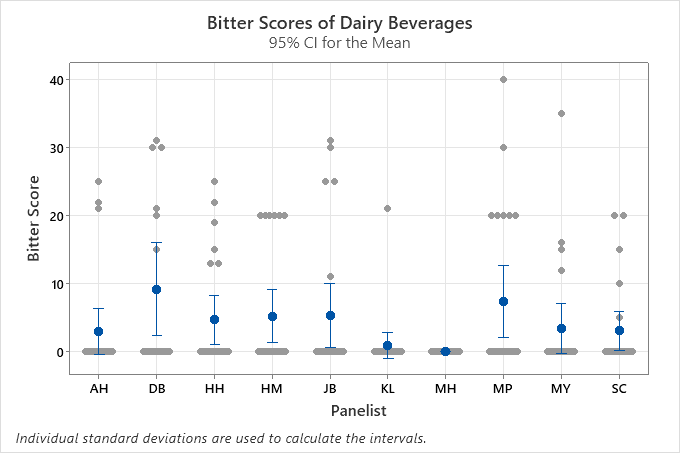 Bitter Scores of Dairy Beverages
95% CI for the Mean
Bitter Score
40
30
20
10
0
AH DB HH HM JB KL MH MP MY SC
Panelist
Individual standard deviations are used to calculate the intervals.